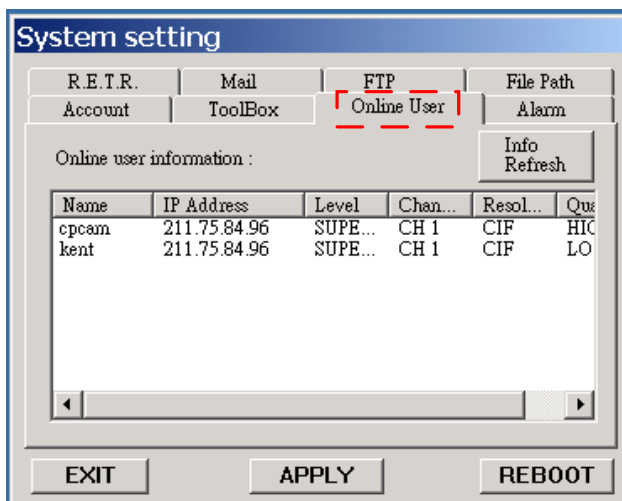 System setting
R.E.T.R. Mail FTP File Path
Account ToolBox Online User Alarm
Online user information :
Info
Refresh
Name IP Address Level Chan... Resol... Qua
cpcam 211.75.84.96 SUPE... CH 1 CIF HIG
kent 211.75.84.96 SUPE... CH 1 CIF LO
EXIT APPLY REBOOT